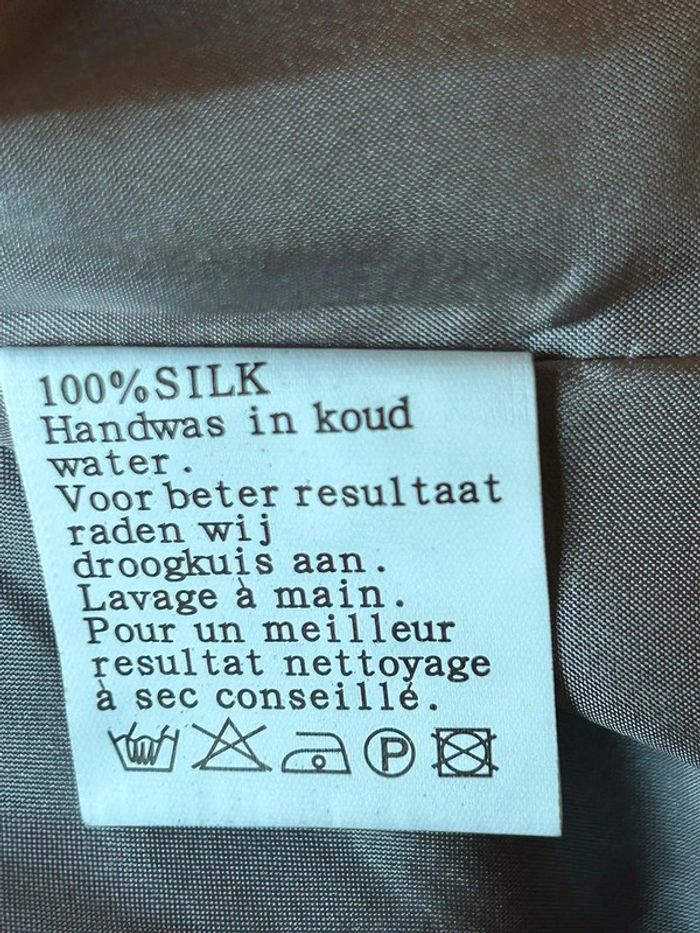 100%SILK
Handwas in koud
water.
Voor beter resultaat
raden wij
droogkuis aan.
Lavage à main.
Pour un meilleur
resultat nettoyage
à sec conseillé.
P